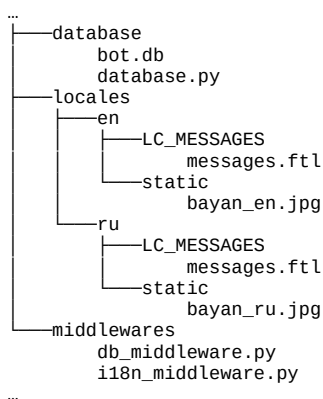 …
├───database
│       bot.db
│       database.py
├───locales
│   ├───en
│   │   ├───LC_MESSAGES
│   │   │       messages.ftl
│   │   └───static
│   │           bayan_en.jpg
│   └───ru
│       ├───LC_MESSAGES
│       │       messages.ftl
│       └───static
│               bayan_ru.jpg
└───middlewares
        db_middleware.py
        i18n_middleware.py
…